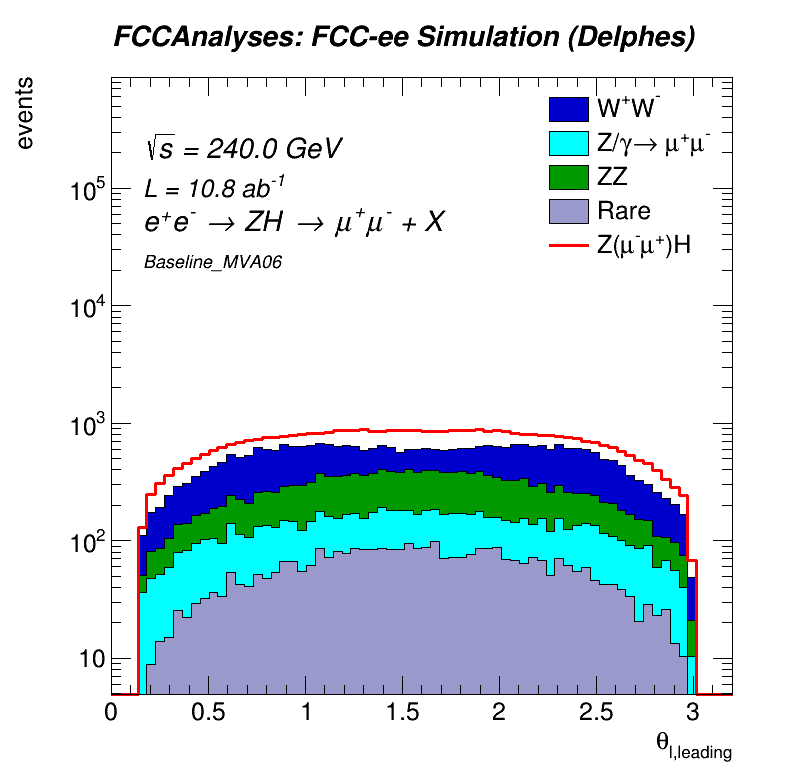 FCCAnalyses: FCC-ee Simulation (Delphes)
events
√s = 240.0 GeV
L = 10.8 ab⁻¹
e⁺e⁻ → ZH → μ⁺μ⁻ + X
Baseline_MVA06
W⁺W⁻
Z/γ→ μ⁺μ⁻
ZZ
Rare
Z(μ⁻μ⁺)H
10⁵
10⁴
10³
10²
10
0 0.5 1 1.5 2 2.5 3
θ_l,leading